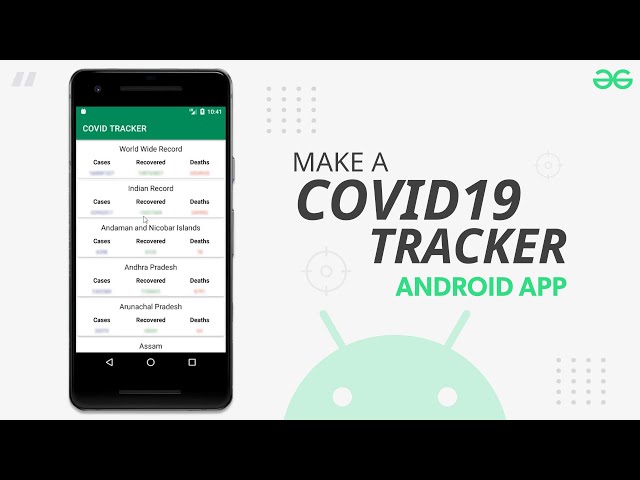 10:41
COVID TRACKER
World Wide Record
Cases Recovered Deaths
Indian Record
Cases Recovered Deaths
Andaman and Nicobar Islands
Cases Recovered Deaths
Andhra Pradesh
Cases Recovered Deaths
Arunachal Pradesh
Cases Recovered Deaths
Assam
MAKE A
COVID19
TRACKER
ANDROID APP